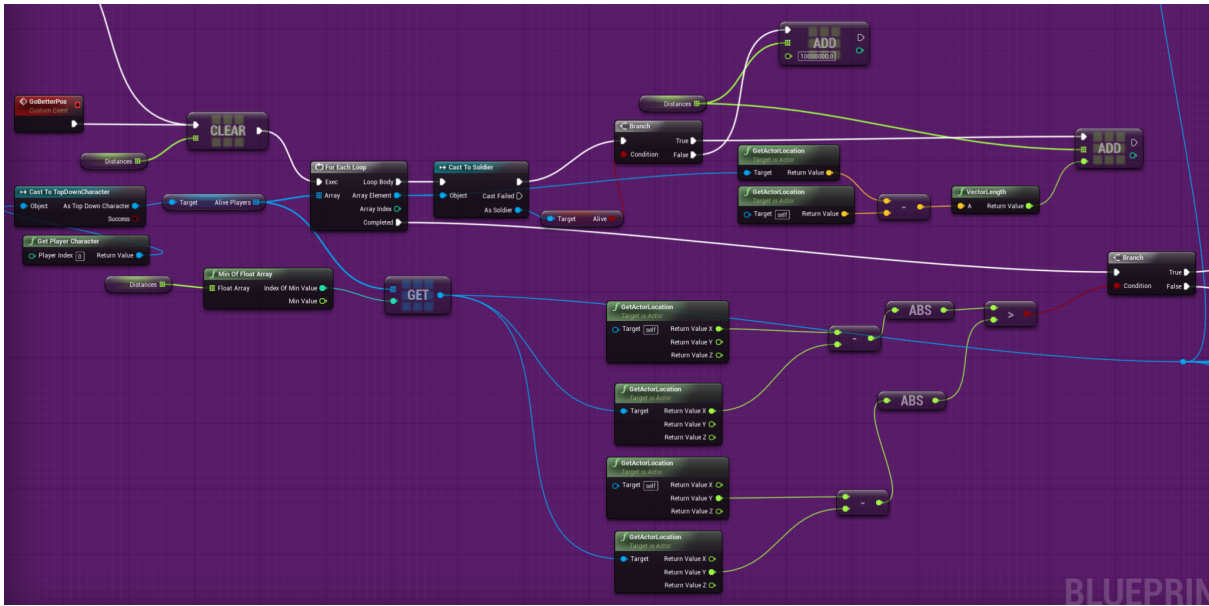 ADD
10000000.0
GoBetterPos
Custom Event
CLEAR
Distances
Distances
Branch
True
Condition False
ADD
GetActorLocation
Target is Actor
Target Return Value
For Each Loop
Exec Loop Body
Array Array Element
Array Index
Completed
Cast To Soldier
Object Cast Failed
As Soldier
Cast To TopDownCharacter
Object As Top Down Character
Success
Target Alive Players
GetActorLocation
Target is Actor
Target self Return Value
-
VectorLength
A Return Value
Target Alive
Get Player Character
Player Index 0 Return Value
Branch
True
Condition False
Distances
Min Of Float Array
Float Array Index Of Min Value
Min Value
GET
GetActorLocation
Target is Actor
Target self Return Value X
Return Value Y
Return Value Z
-
ABS
>
GetActorLocation
Target is Actor
Target Return Value X
Return Value Y
Return Value Z
ABS
GetActorLocation
Target is Actor
Target self Return Value X
Return Value Y
Return Value Z
-
GetActorLocation
Target is Actor
Target Return Value X
Return Value Y
Return Value Z
BLUEPRIN